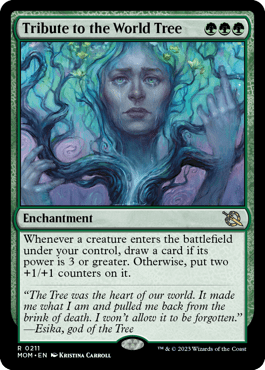 Tribute to the World Tree
Enchantment
Whenever a creature enters the battlefield
under your control, draw a card if its
power is 3 or greater. Otherwise, put two
+1/+1 counters on it.
“The Tree was the heart of our world. It made
me what I am and pulled me back from the
brink of death. I won’t allow it to be forgotten.”
—Esika, god of the Tree
R 0211
MOM • EN Kristina Carroll
™ & © 2023 Wizards of the Coast